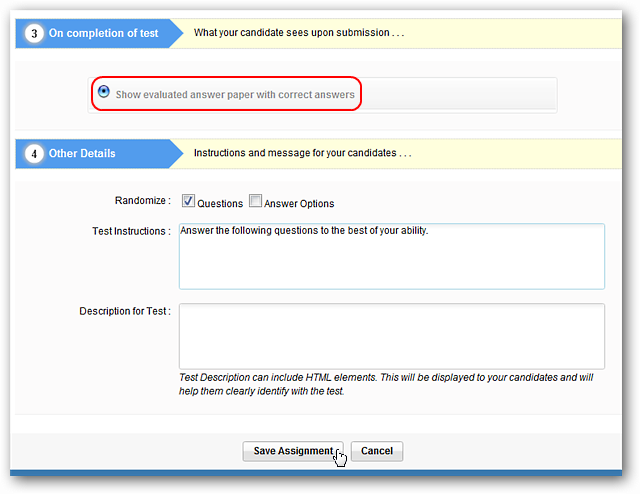 3 On completion of test What your candidate sees upon submission . . .
Show evaluated answer paper with correct answers
4 Other Details Instructions and message for your candidates . . .
Randomize : Questions Answer Options
Test Instructions : Answer the following questions to the best of your ability.
Description for Test :
Test Description can include HTML elements. This will be displayed to your candidates and will
help them clearly identify with the test.
Save Assignment Cancel